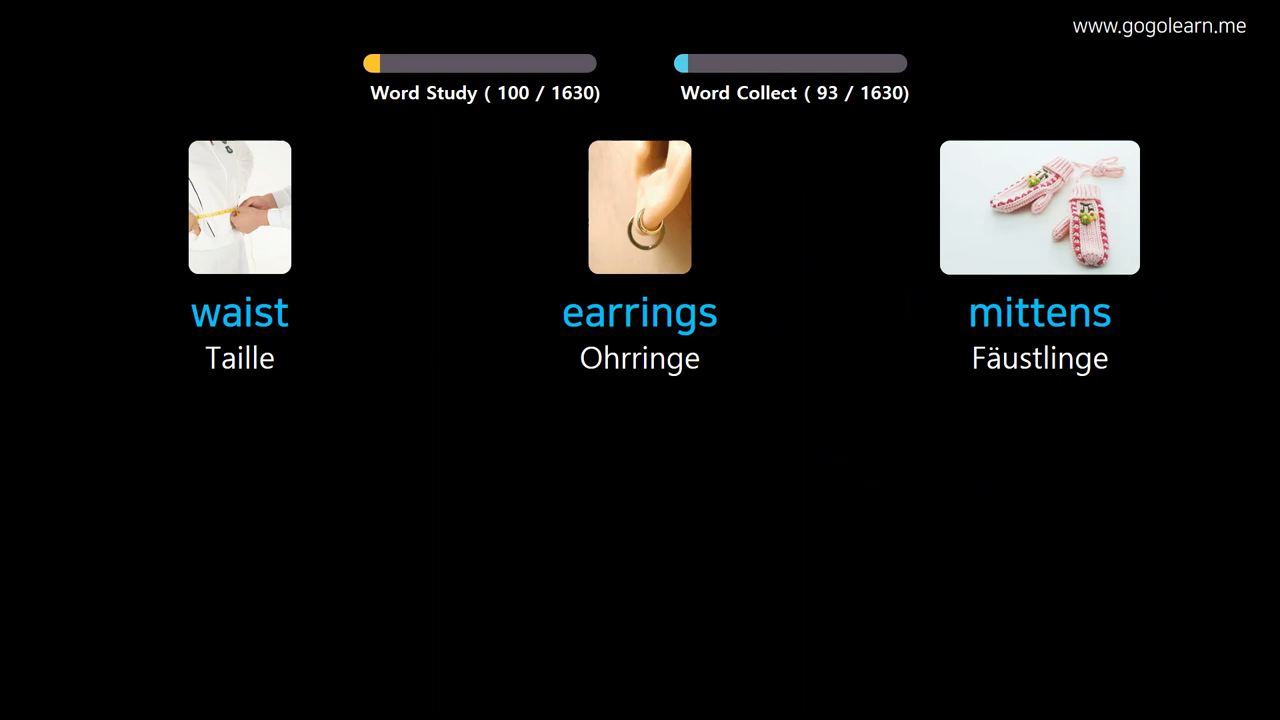 www.gogolearn.me
Word Study ( 100 / 1630)
Word Collect ( 93 / 1630)
waist
Taille
earrings
Ohrringe
mittens
Fäustlinge